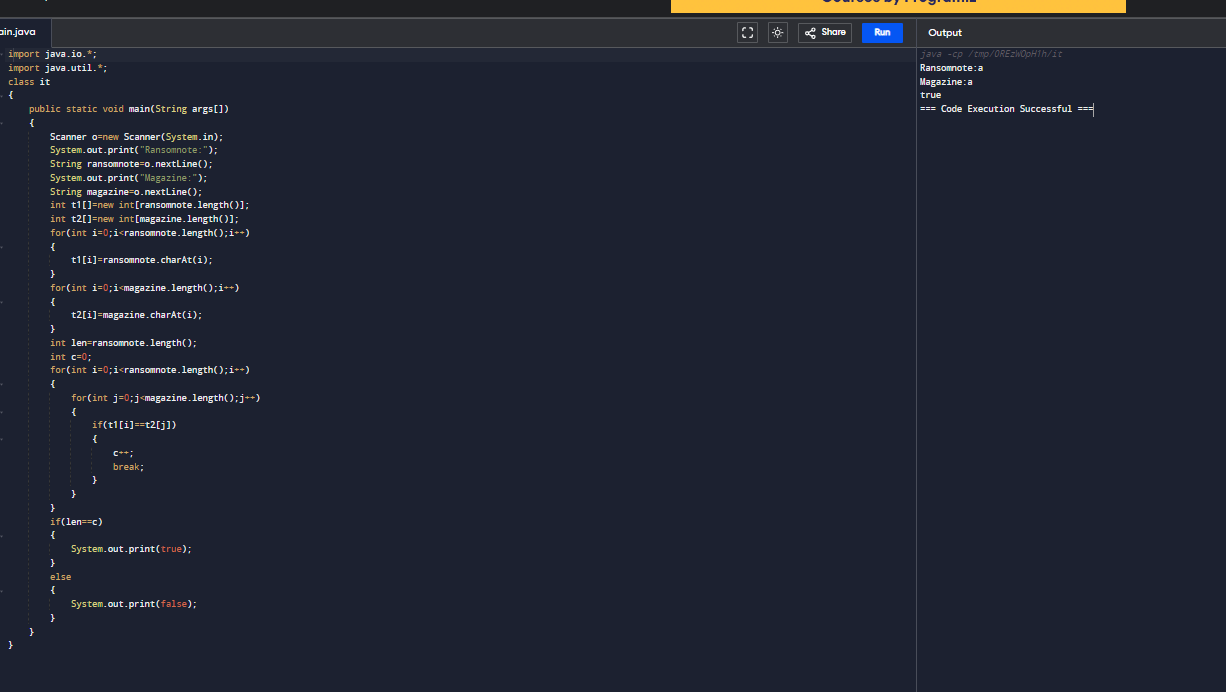 Courses by Programiz
ain.java
Share
Run
Output
import java.io.*;
import java.util.*;
class it
{
public static void main(String args[])
{
Scanner o=new Scanner(System.in);
System.out.print("Ransomnote:");
String ransomnote=o.nextLine();
System.out.print("Magazine:");
String magazine=o.nextLine();
int t1[]=new int[ransomnote.length()];
int t2[]=new int[magazine.length()];
for(int i=0;i<ransomnote.length();i++)
{
t1[i]=ransomnote.charAt(i);
}
for(int i=0;i<magazine.length();i++)
{
t2[i]=magazine.charAt(i);
}
int len=ransomnote.length();
int c=0;
for(int i=0;i<ransomnote.length();i++)
{
for(int j=0;j<magazine.length();j++)
{
if(t1[i]==t2[j])
{
c++;
break;
}
}
}
if(len==c)
{
System.out.print(true);
}
else
{
System.out.print(false);
}
}
}
java -cp /tmp/0REzWOpH1h/it
Ransomnote:a
Magazine:a
true
=== Code Execution Successful ===